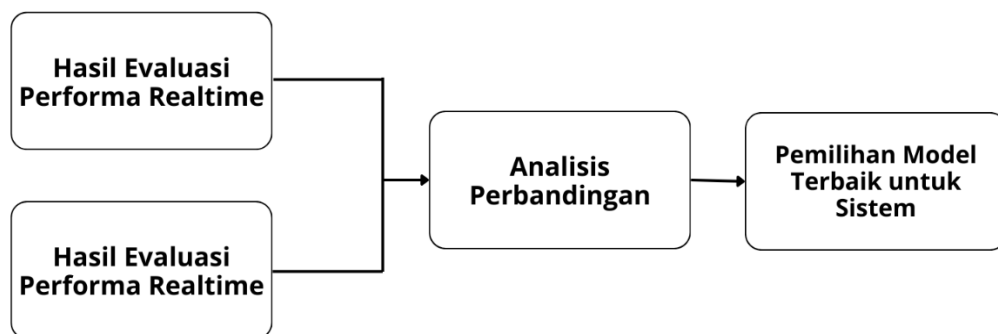 Hasil Evaluasi
Performa Realtime
Hasil Evaluasi
Performa Realtime
Analisis
Perbandingan
Pemilihan Model
Terbaik untuk
Sistem